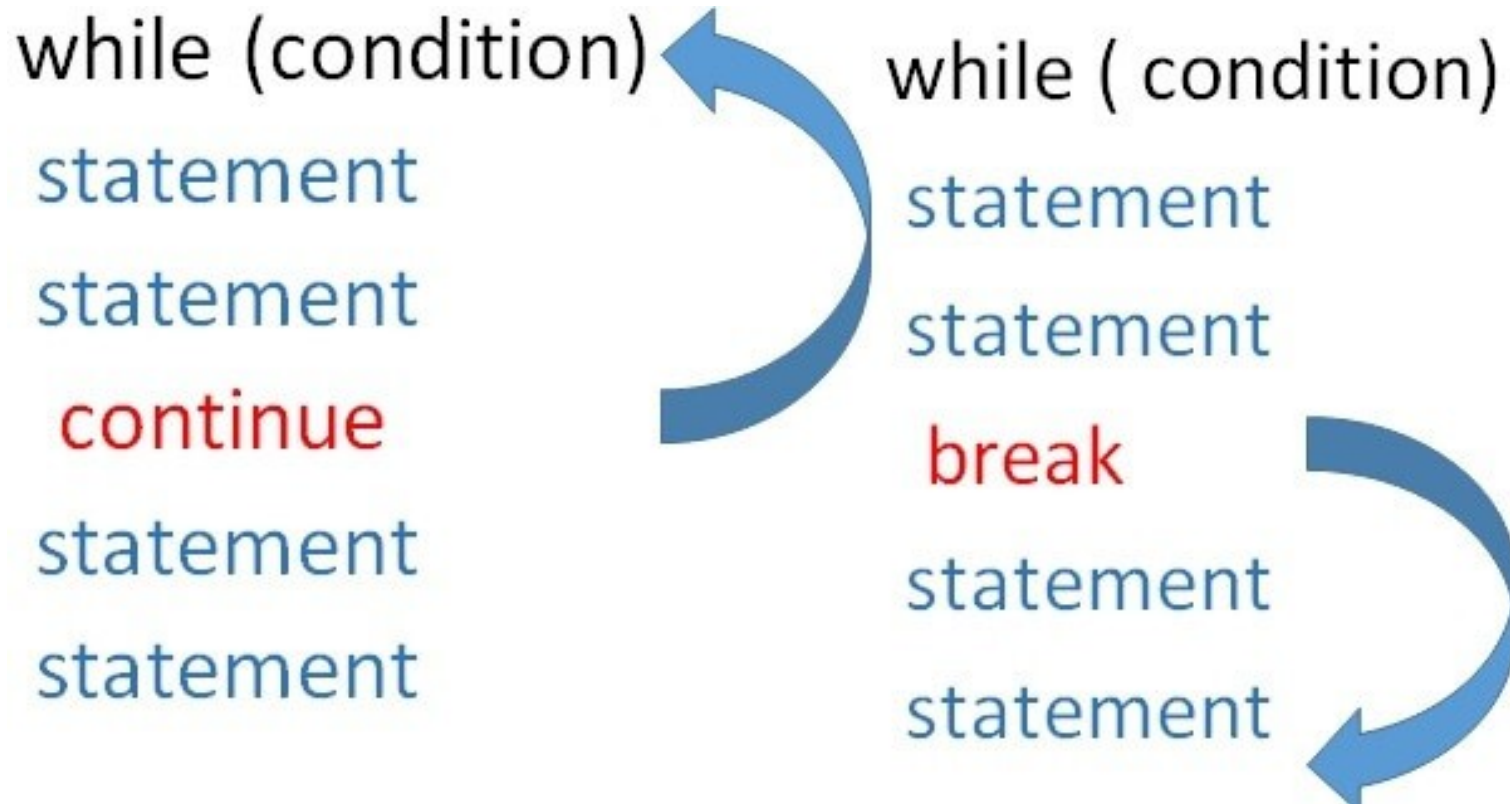 while (condition)
statement
statement
continue
statement
statement
while ( condition)
statement
statement
break
statement
statement